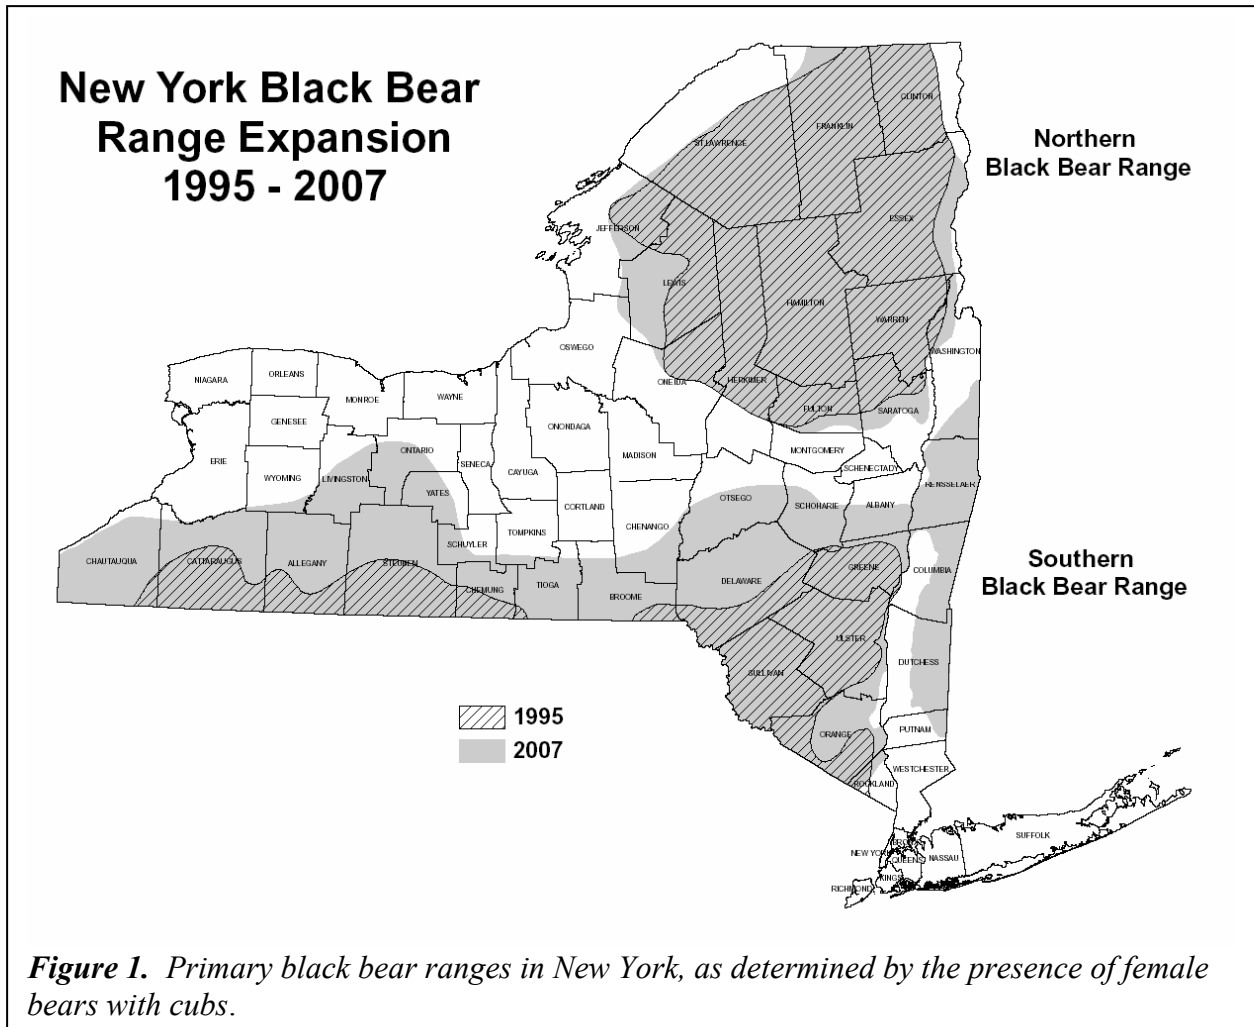 New York Black Bear
Range Expansion
1995 - 2007
Northern
Black Bear Range
CLINTON
FRANKLIN
ST.LAWRENCE
ESSEX
JEFFERSON
LEWIS
HAMILTON
WARREN
WASHINGTON
OSWEGO
ONEIDA
HERKIMER
FULTON
SARATOGA
NIAGARA
ORLEANS
MONROE
WAYNE
GENESEE
ONONDAGA
MADISON
MONTGOMERY
SCHENECTADY
ERIE
WYOMING
LIVINGSTON
ONTARIO
YATES
SENECA
CAYUGA
CORTLAND
CHENANGO
OTSEGO
SCHOHARIE
ALBANY
RENSSELAER
CHAUTAUQUA
CATTARAUGUS
ALLEGANY
STEUBEN
SCHUYLER
TOMPKINS
CHEMUNG
TIOGA
BROOME
DELAWARE
GREENE
COLUMBIA
Southern
Black Bear Range
ULSTER
SULLIVAN
DUTCHESS
ORANGE
PUTNAM
WESTCHESTER
ROCKLAND
1995
2007
NEW YORK
QUEENS
NASSAU
SUFFOLK
KINGS
RICHMOND
Figure 1. Primary black bear ranges in New York, as determined by the presence of female
bears with cubs.